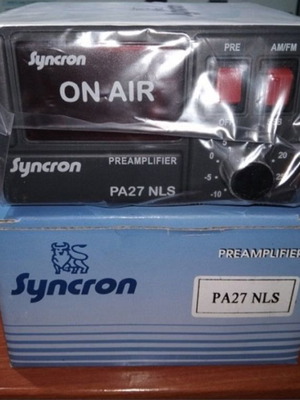 Syncron
PRE AM/FM
ON AIR
Syncron
PREAMPLIFIER
PA27 NLS
0 20
-5
-10
Syncron
PREAMPLIFIER
PA27 NLS